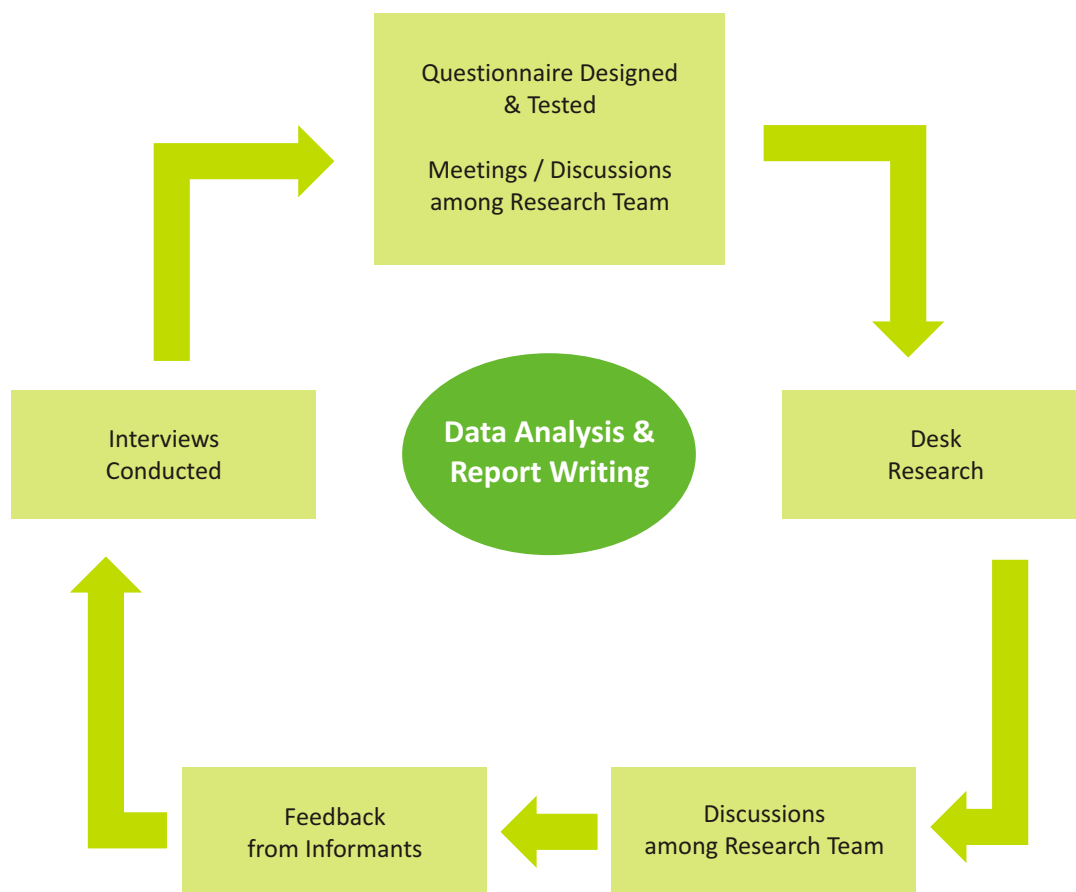 Questionnaire Designed
& Tested
Meetings / Discussions
among Research Team
Interviews
Conducted
Data Analysis &
Report Writing
Desk
Research
Feedback
from Informants
Discussions
among Research Team